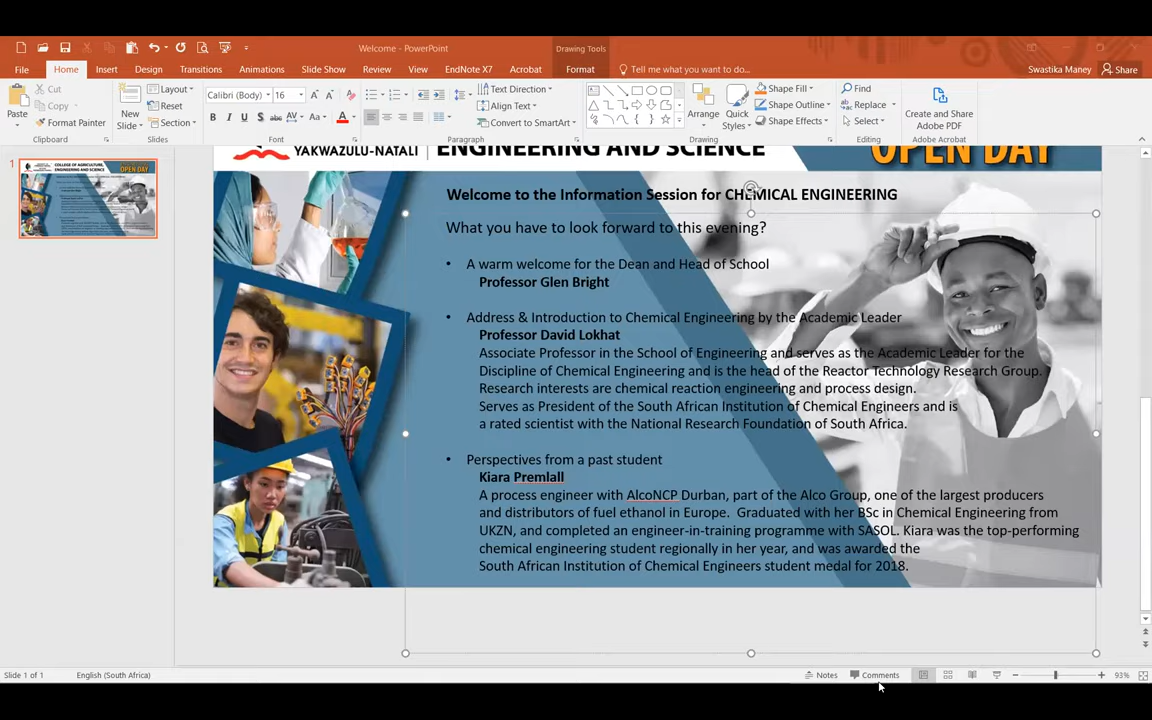 Welcome - PowerPoint
Drawing Tools
File
Home
Insert
Design
Transitions
Animations
Slide Show
Review
View
EndNote X7
Acrobat
Format
Tell me what you want to do...
Swastika Maney
Share
Paste
Cut
Copy
Format Painter
Clipboard
New Slide
Layout
Reset
Section
Slides
Calibri (Body)
16
Font
Text Direction
Align Text
Convert to SmartArt
Paragraph
Arrange
Quick Styles
Shape Fill
Shape Outline
Shape Effects
Drawing
Find
Replace
Select
Editing
Create and Share Adobe PDF
Adobe Acrobat
1
YAKWAZULU-NATALI
ENGINEERING AND SCIENCE
OPEN DAY
Welcome to the Information Session for CHEMICAL ENGINEERING
What you have to look forward to this evening?
• A warm welcome for the Dean and Head of School
Professor Glen Bright
• Address & Introduction to Chemical Engineering by the Academic Leader
Professor David Lokhat
Associate Professor in the School of Engineering and serves as the Academic Leader for the
Discipline of Chemical Engineering and is the head of the Reactor Technology Research Group.
Research interests are chemical reaction engineering and process design.
Serves as President of the South African Institution of Chemical Engineers and is
a rated scientist with the National Research Foundation of South Africa.
• Perspectives from a past student
Kiara Premlall
A process engineer with AlcoNCP Durban, part of the Alco Group, one of the largest producers
and distributors of fuel ethanol in Europe. Graduated with her BSc in Chemical Engineering from
UKZN, and completed an engineer-in-training programme with SASOL. Kiara was the top-performing
chemical engineering student regionally in her year, and was awarded the
South African Institution of Chemical Engineers student medal for 2018.
Slide 1 of 1
English (South Africa)
Notes
Comments
93%